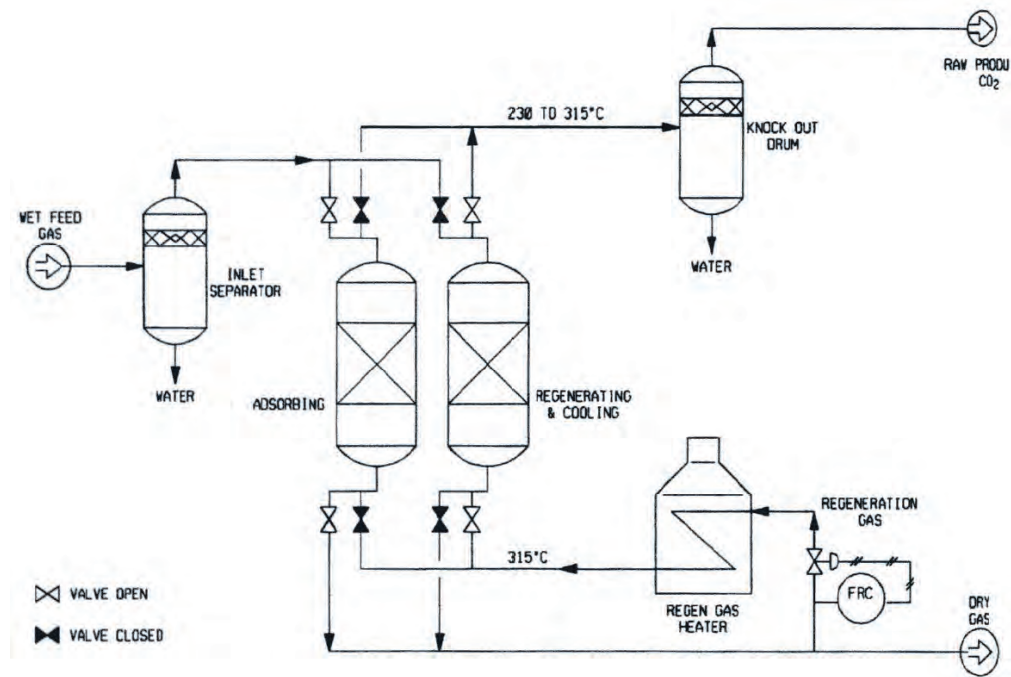 RAW PRODU
CO₂
230 TO 315°C
KNOCK OUT
DRUM
WET FEED
GAS
INLET
SEPARATOR
WATER
WATER
ADSORBING
REGENERATING
& COOLING
REGENERATION
GAS
315°C
FRC
VALVE OPEN
VALVE CLOSED
REGEN GAS
HEATER
DRY
GAS